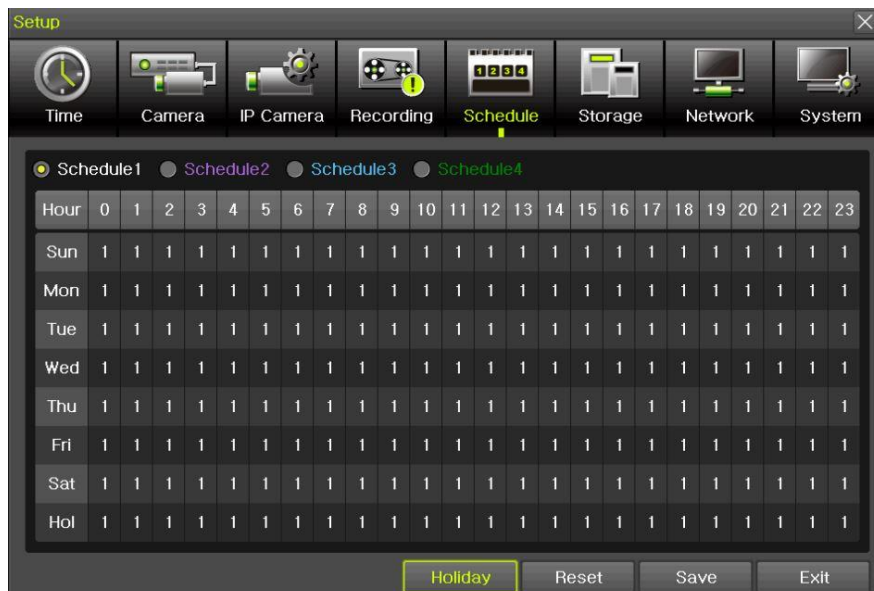 Setup
Time Camera IP Camera Recording Schedule Storage Network System
Schedule1 Schedule2 Schedule3 Schedule4
Hour 0 1 2 3 4 5 6 7 8 9 10 11 12 13 14 15 16 17 18 19 20 21 22 23
Sun 1 1 1 1 1 1 1 1 1 1 1 1 1 1 1 1 1 1 1 1 1 1 1 1
Mon 1 1 1 1 1 1 1 1 1 1 1 1 1 1 1 1 1 1 1 1 1 1 1 1
Tue 1 1 1 1 1 1 1 1 1 1 1 1 1 1 1 1 1 1 1 1 1 1 1 1
Wed 1 1 1 1 1 1 1 1 1 1 1 1 1 1 1 1 1 1 1 1 1 1 1 1
Thu 1 1 1 1 1 1 1 1 1 1 1 1 1 1 1 1 1 1 1 1 1 1 1 1
Fri 1 1 1 1 1 1 1 1 1 1 1 1 1 1 1 1 1 1 1 1 1 1 1 1
Sat 1 1 1 1 1 1 1 1 1 1 1 1 1 1 1 1 1 1 1 1 1 1 1 1
Hol 1 1 1 1 1 1 1 1 1 1 1 1 1 1 1 1 1 1 1 1 1 1 1 1
Holiday Reset Save Exit